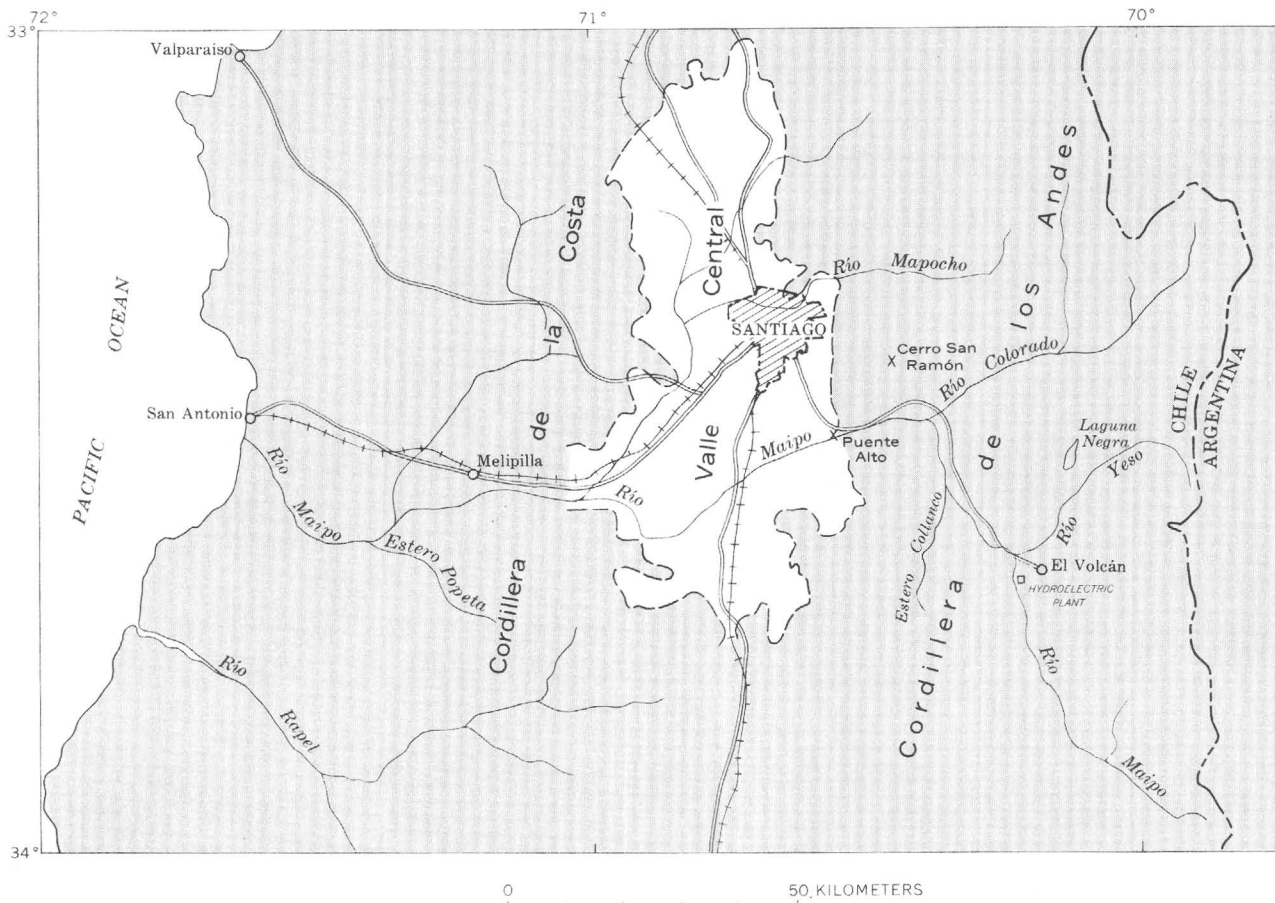 72°
71°
70°
33°
Valparaiso
Costa
Central
Andes
Río Mapocho
OCEAN
la
SANTIAGO
los
Cerro San
Ramón
Río Colorado
CHILE
ARGENTINA
San Antonio
de
Laguna
Negra
PACIFIC
Melipilla
Valle
Maipo
Puente
Alto
de
Yeso
Río
Río
Río
Maipo
Estero Popeta
Estero Collanco
El Volcán
HYDROELECTRIC
PLANT
Cordillera
Cordillera
Río
Río
Rapel
Maipo
34°
0 50 KILOMETERS